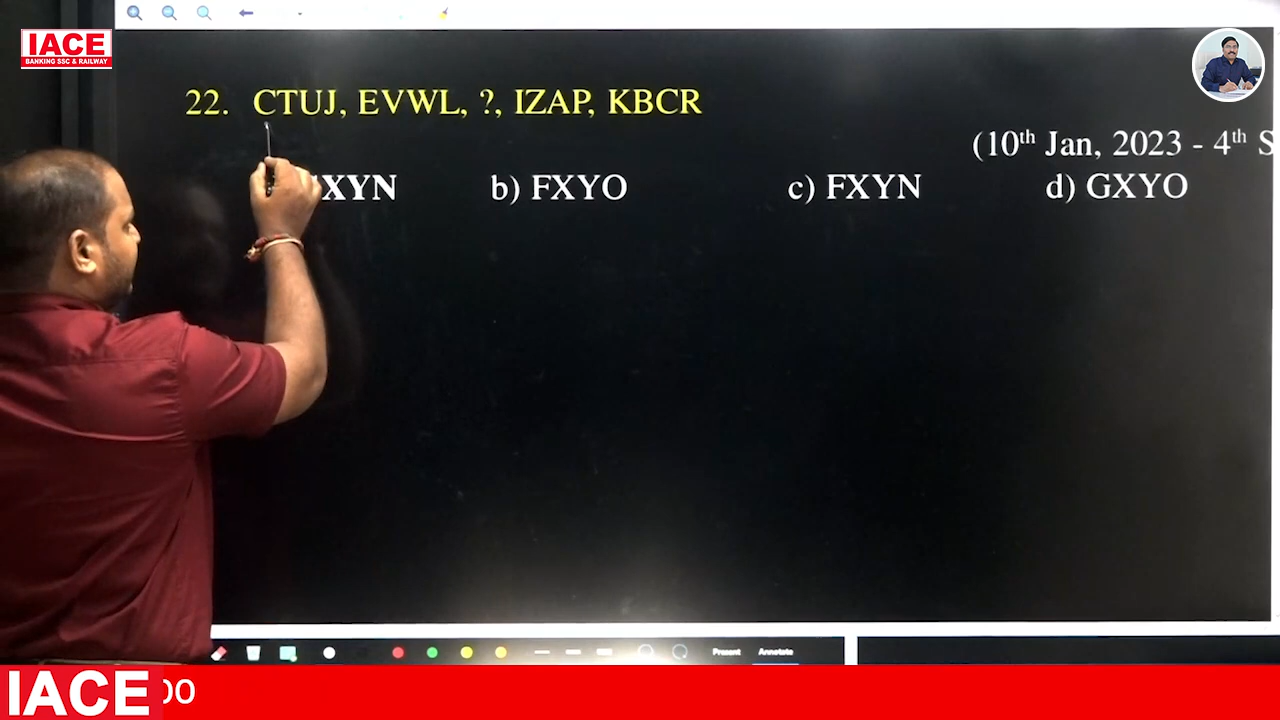 IACE
BANKING SSC & RAILWAY
22. CTUJ, EVWL, ?, IZAP, KBCR
(10th Jan, 2023 - 4th S
XYN b) FXYO c) FXYN d) GXYO
Present Annotate
IACE